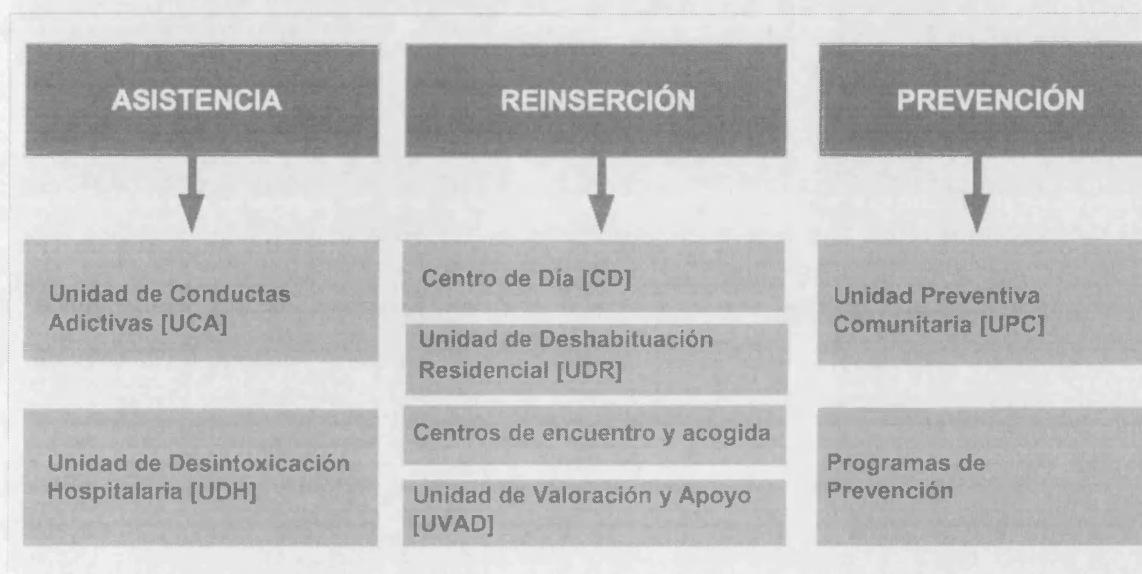 ASISTENCIA
Unidad de Conductas
Adictivas [UCA]
Unidad de Desintoxicación
Hospitalaria [UDH]
REINSERCIÓN
Centro de Día [CD]
Unidad de Deshabituación
Residencial [UDR]
Centros de encuentro y acogida
Unidad de Valoración y Apoyo
[UVAD]
PREVENCIÓN
Unidad Preventiva
Comunitaria [UPC]
Programas de
Prevención